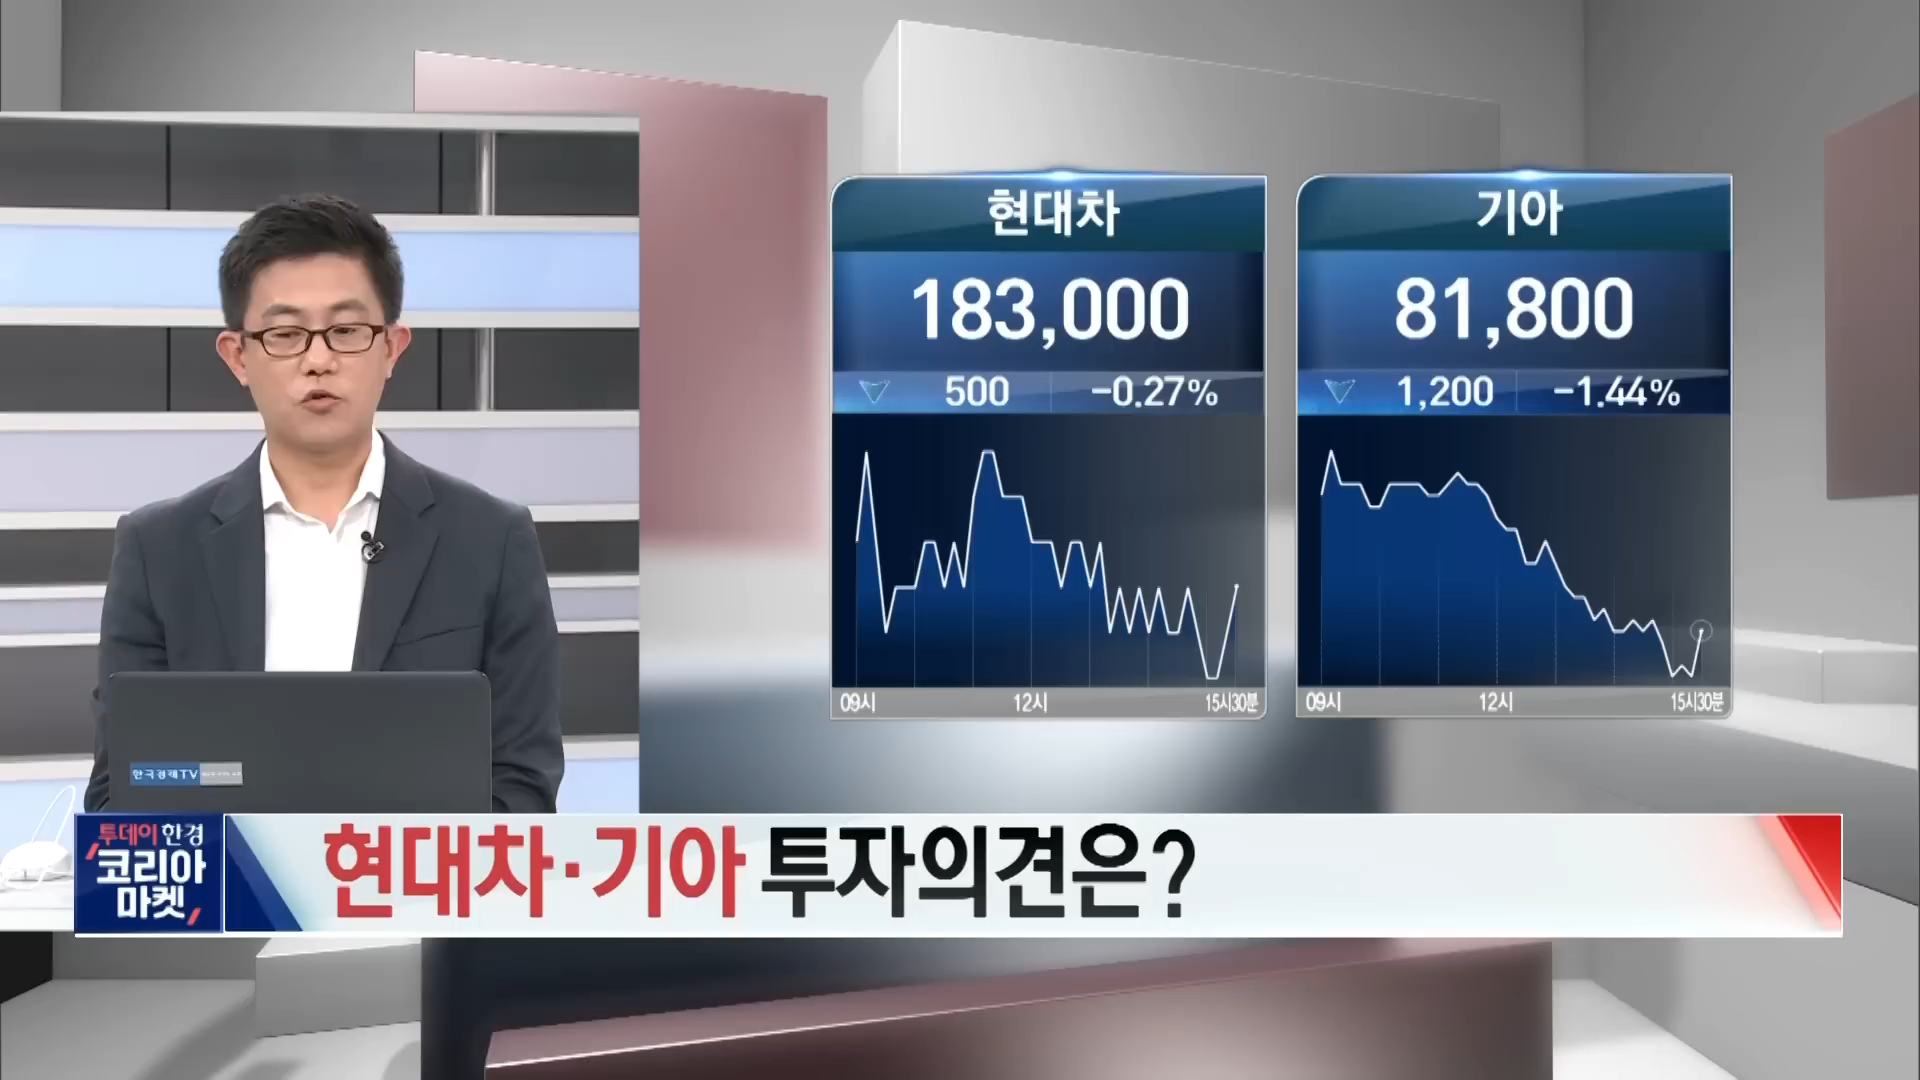 현대차
183,000
500 -0.27%
09시 12시 15시30분
기아
81,800
1,200 -1.44%
09시 12시 15시30분
한국경제TV
투데이 한경
코리아
마켓
현대차·기아 투자의견은?